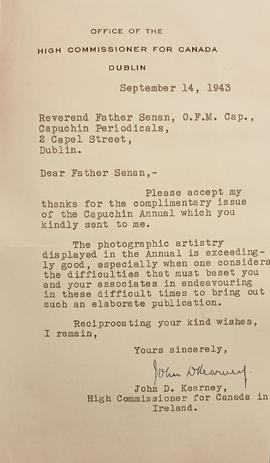 OFFICE OF THE
HIGH COMMISSIONER FOR CANADA
DUBLIN
September 14, 1943
Reverend Father Senan, O.F.M. Cap.,
Capuchin Periodicals,
2 Capel Street,
Dublin.
Dear Father Senan,-
Please accept my
thanks for the complimentary issue
of the Capuchin Annual which you
kindly sent to me.
The photographic artistry
displayed in the Annual is exceeding-
ly good, especially when one considers
the difficulties that must beset you
and your associates in endeavouring
in these difficult times to bring out
such an elaborate publication.
Reciprocating your kind wishes,
I remain,
Yours sincerely,
John D Kearney.
John D. Kearney,
High Commissioner for Canada in
Ireland.